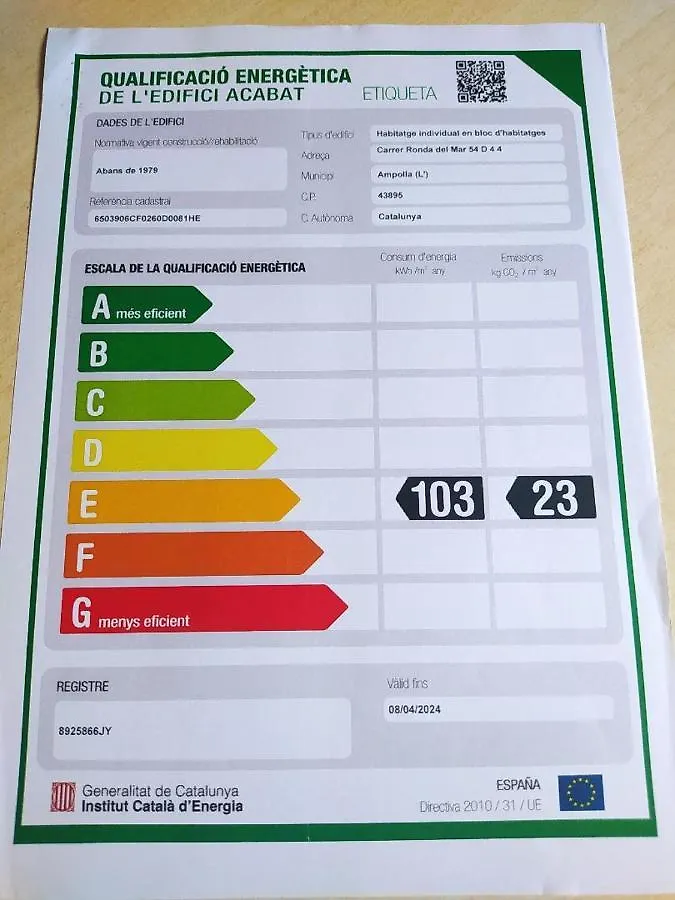 QUALIFICACIÓ ENERGÈTICA
DE L'EDIFICI ACABAT
ETIQUETA
DADES DE L'EDIFICI
Normativa vigent construcció/rehabilitació
Abans de 1979
Referència cadastral
6503906CF0260D0081HE
Tipus d'edifici
Habitatge individual en bloc d'habitatges
Adreça
Carrer Ronda del Mar 54 D 4 4
Municipi
Ampolla (L')
C.P.
43895
C. Autònoma
Catalunya
ESCALA DE LA QUALIFICACIÓ ENERGÈTICA
Consum d'energia
kWh /m² any
Emissions
kg CO₂ / m² any
A més eficient
B
C
D
E
103
23
F
G menys eficient
REGISTRE
8925866JY
Vàlid fins
08/04/2024
Generalitat de Catalunya
Institut Català d'Energia
ESPAÑA
Directiva 2010 / 31 / UE